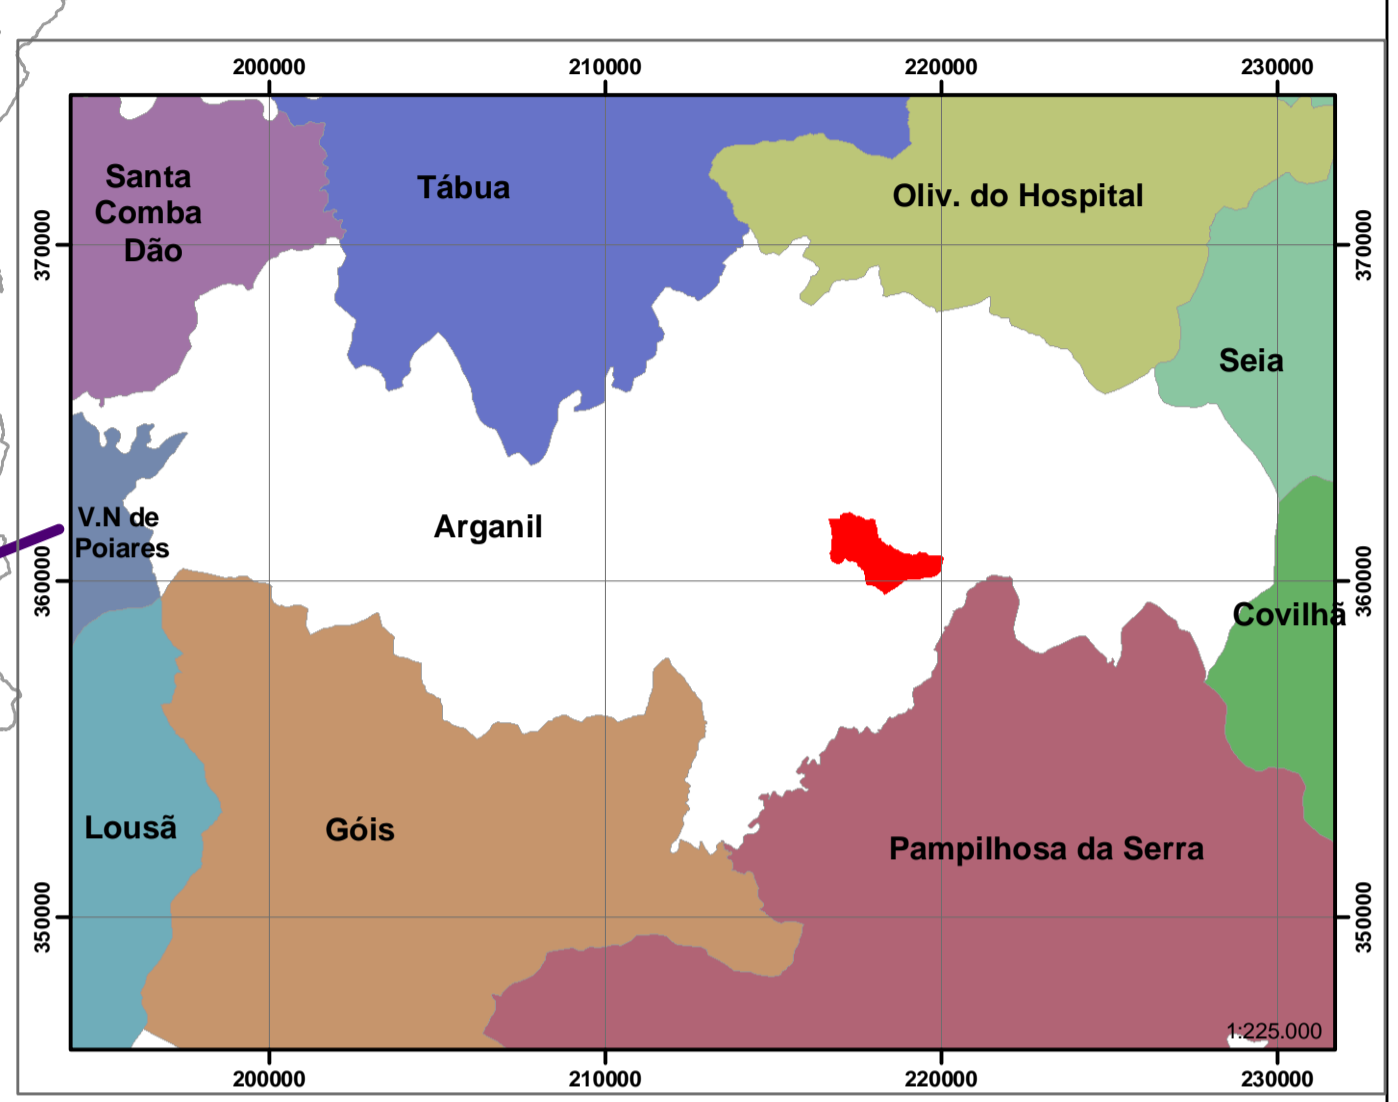 200000 210000 220000 230000
Santa
Comba
Dão
Tábua
Oliv. do Hospital
370000
370000
Seia
V.N de
Poiares
Arganil
360000
360000
Covilhã
Lousã
Góis
Pampilhosa da Serra
350000
350000
1:225.000
200000 210000 220000 230000